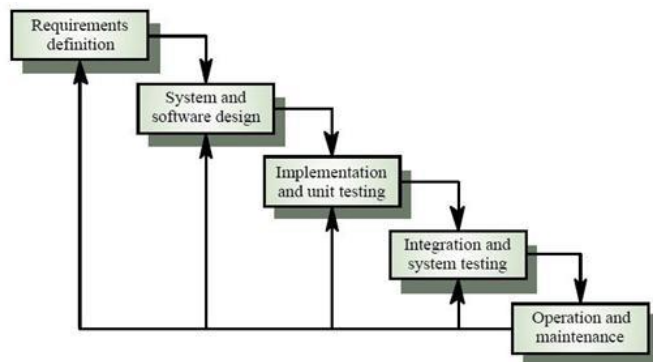 Requirements
definition
System and
software design
Implementation
and unit testing
Integration and
system testing
Operation and
maintenance